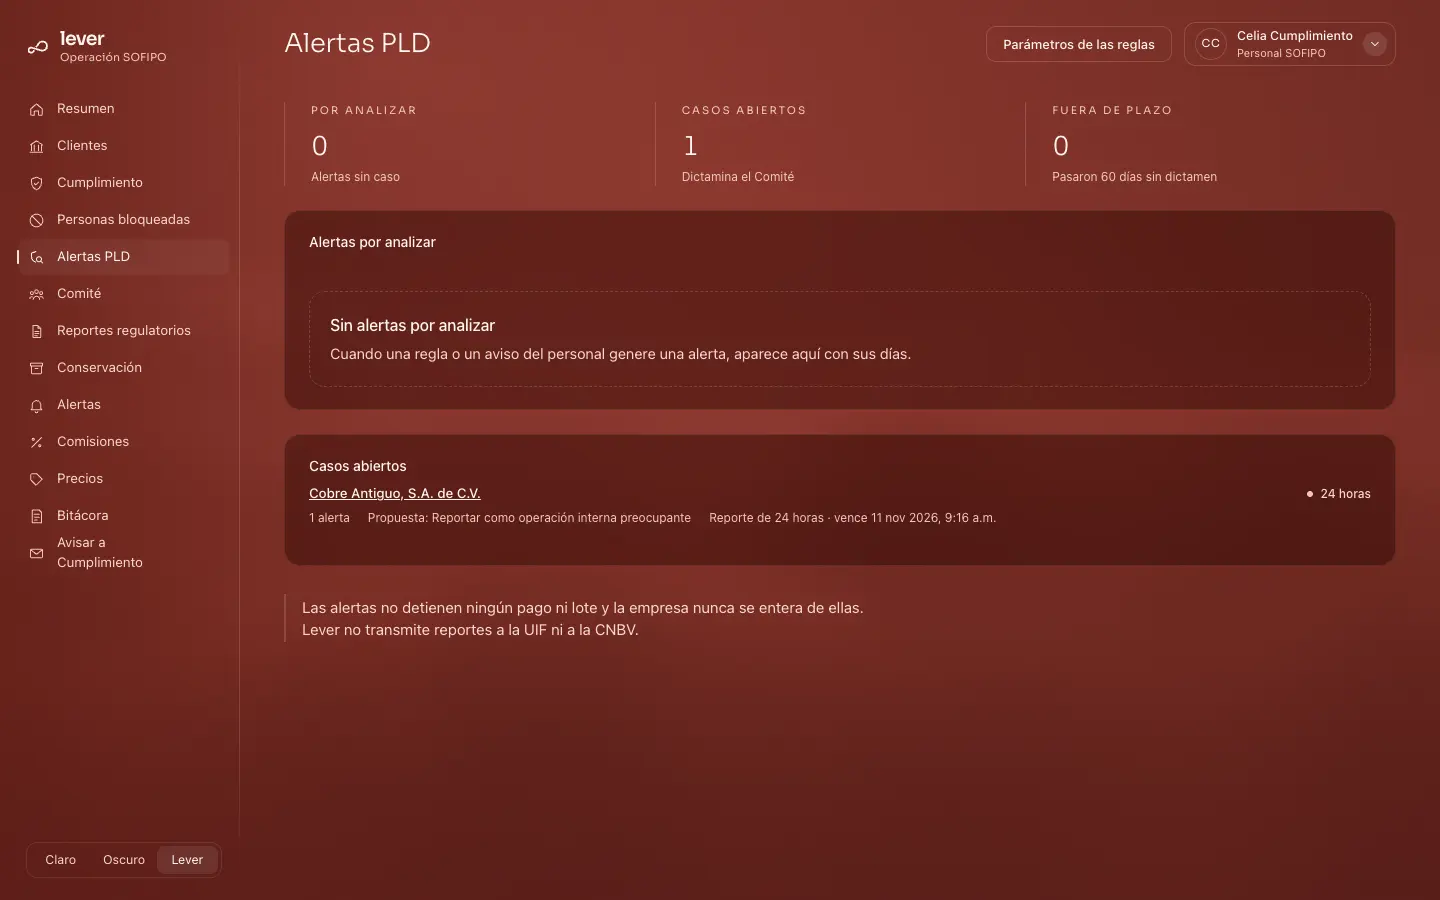 lever
Operación SOFIPO
Resumen
Clientes
Cumplimiento
Personas bloqueadas
Alertas PLD
Comité
Reportes regulatorios
Conservación
Alertas
Comisiones
Precios
Bitácora
Avisar a
Cumplimiento
Claro
Oscuro
Lever
Alertas PLD
Parámetros de las reglas
CC
Celia Cumplimiento
Personal SOFIPO
POR ANALIZAR
0
Alertas sin caso
CASOS ABIERTOS
1
Dictamina el Comité
FUERA DE PLAZO
0
Pasaron 60 días sin dictamen
Alertas por analizar
Sin alertas por analizar
Cuando una regla o un aviso del personal genere una alerta, aparece aquí con sus días.
Casos abiertos
Cobre Antiguo, S.A. de C.V.
24 horas
1 alerta Propuesta: Reportar como operación interna preocupante Reporte de 24 horas · vence 11 nov 2026, 9:16 a.m.
Las alertas no detienen ningún pago ni lote y la empresa nunca se entera de ellas.
Lever no transmite reportes a la UIF ni a la CNBV.